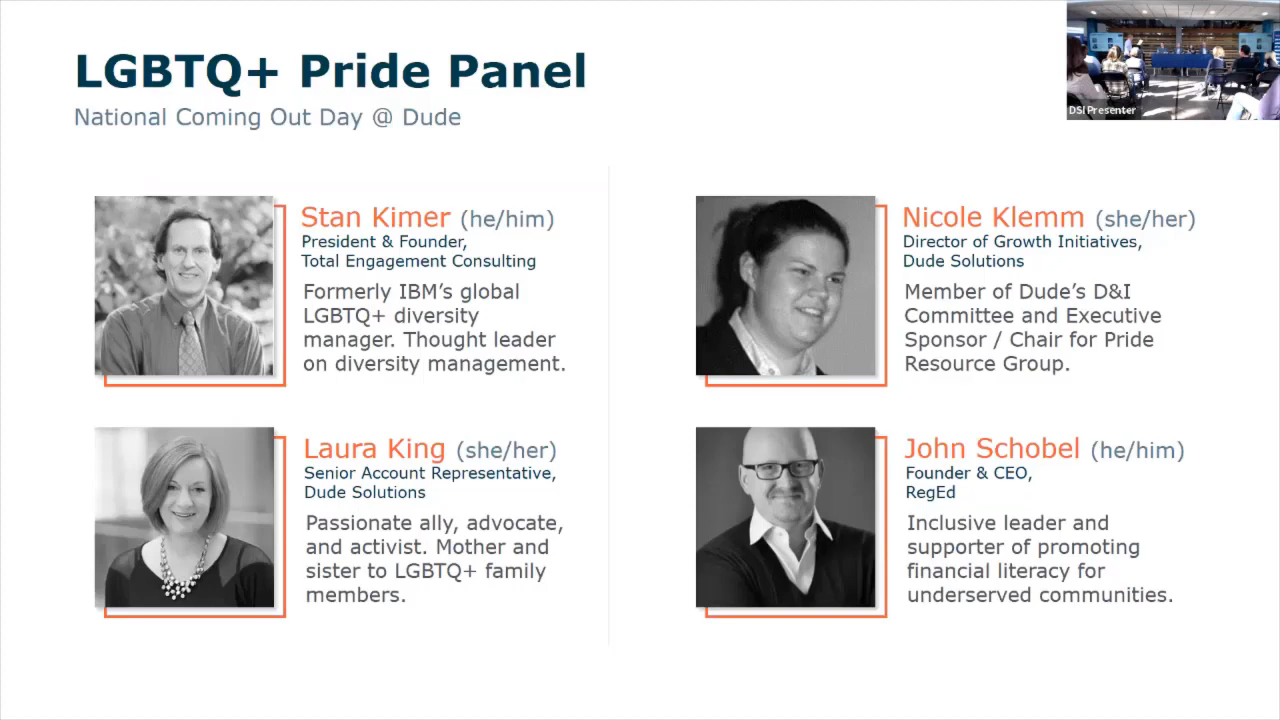 LGBTQ+ Pride Panel
National Coming Out Day @ Dude
DSI Presenter
Stan Kimer (he/him)
President & Founder,
Total Engagement Consulting
Formerly IBM's global
LGBTQ+ diversity
manager. Thought leader
on diversity management.
Nicole Klemm (she/her)
Director of Growth Initiatives,
Dude Solutions
Member of Dude's D&I
Committee and Executive
Sponsor / Chair for Pride
Resource Group.
Laura King (she/her)
Senior Account Representative,
Dude Solutions
Passionate ally, advocate,
and activist. Mother and
sister to LGBTQ+ family
members.
John Schobel (he/him)
Founder & CEO,
RegEd
Inclusive leader and
supporter of promoting
financial literacy for
underserved communities.